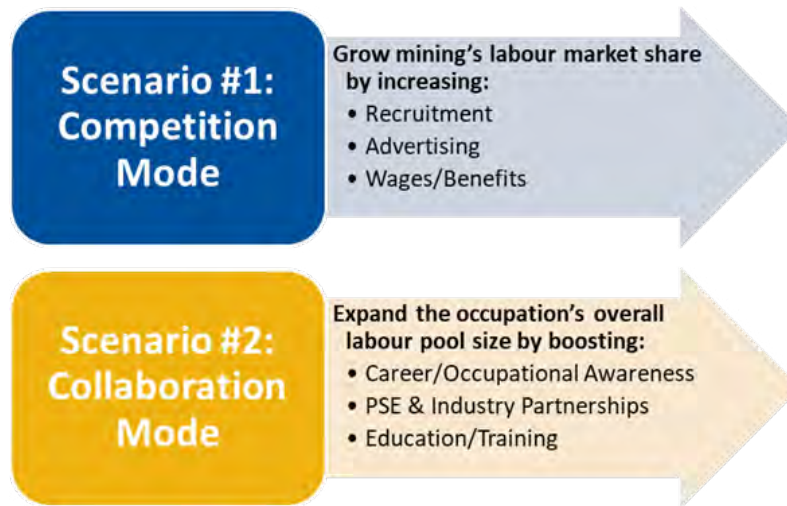 Scenario #1:
Competition
Mode
Grow mining's labour market share
by increasing:
• Recruitment
• Advertising
• Wages/Benefits
Scenario #2:
Collaboration
Mode
Expand the occupation's overall
labour pool size by boosting:
• Career/Occupational Awareness
• PSE & Industry Partnerships
• Education/Training